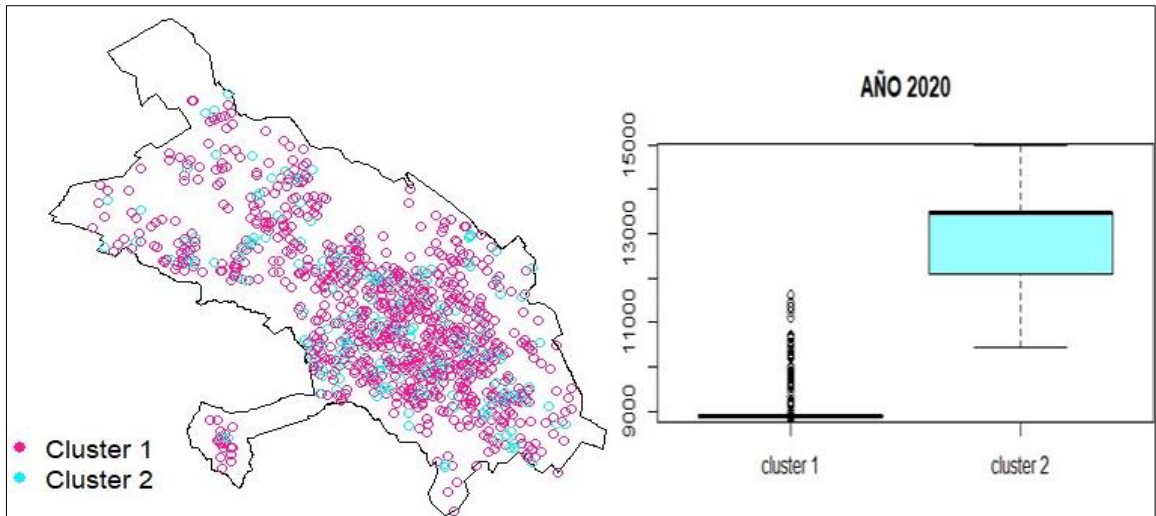 Cluster 1
Cluster 2
AÑO 2020
15000
13000
11000
9000
cluster 1
cluster 2